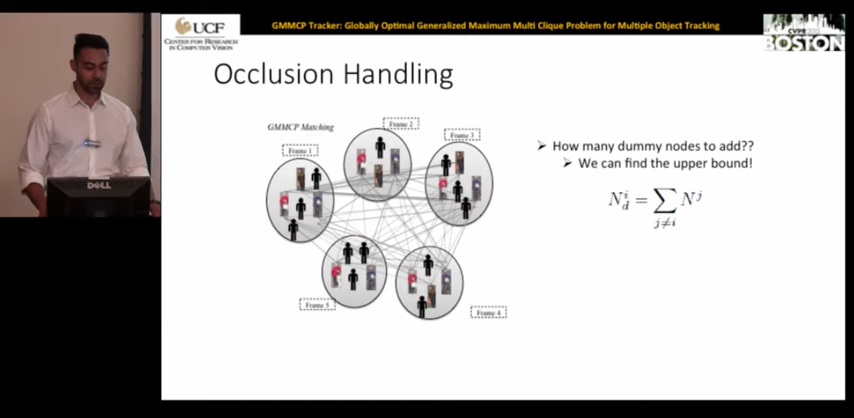 UCF
CENTER FOR RESEARCH
IN COMPUTER VISION
GMMCP Tracker: Globally Optimal Generalized Maximum Multi Clique Problem for Multiple Object Tracking
CVPR
BOSTON
Occlusion Handling
GMMCP Matching
Frame 1
Frame 2
Frame 3
Frame 5
Frame 4
➢ How many dummy nodes to add??
➢ We can find the upper bound!
N_d^i = ∑_{j≠i} N^j
DELL